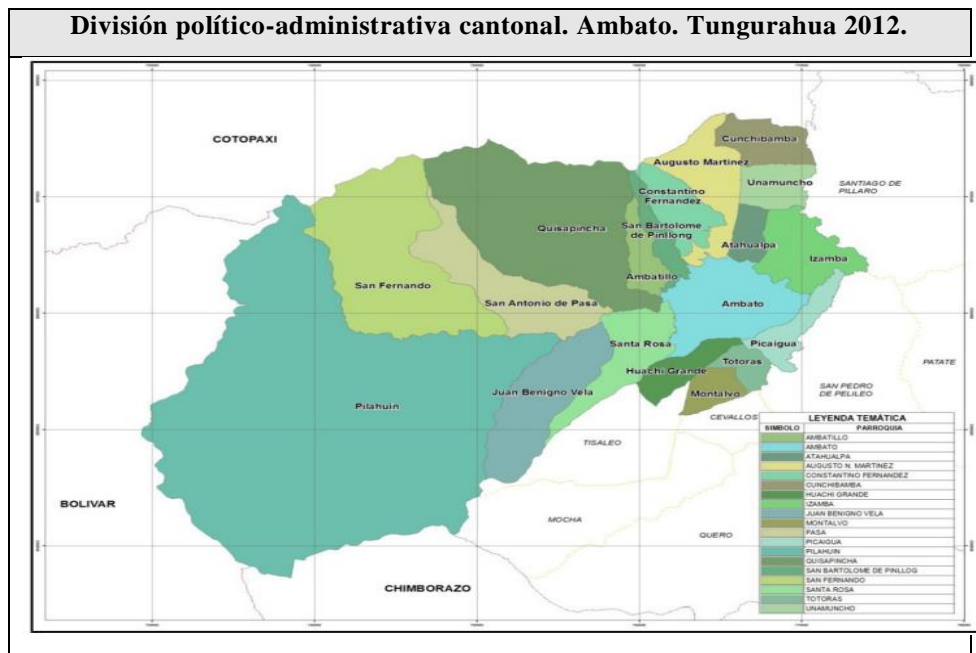 División político-administrativa cantonal. Ambato. Tungurahua 2012.
COTOPAXI
Cunchibamba
Augusto Martinez
Unamuncho
SANTIAGO DE
PILLARO
Constantino
Fernandez
San Bartolome
de Pinllong
Quisapincha
Atahualpa
Izamba
Ambatillo
San Fernando
San Antonio de Pasa
Ambato
Santa Rosa
Picaigua
Totoras
Huachi Grande
PATATE
Juan Benigno Vela
Montalvo
SAN PEDRO
DE PELILEO
Pilahuin
CEVALLOS
TISALEO
BOLIVAR
MOCHA
QUERO
CHIMBORAZO
LEYENDA TEMÁTICA
SIMBOLO PARROQUIA
AMBATILLO
AMBATO
ATAHUALPA
AUGUSTO N. MARTINEZ
CONSTANTINO FERNANDEZ
CUNCHIBAMBA
HUACHI GRANDE
IZAMBA
JUAN BENIGNO VELA
MONTALVO
PASA
PICAIGUA
PILAHUIN
QUISAPINCHA
SAN BARTOLOME DE PINLLOG
SAN FERNANDO
SANTA ROSA
TOTORAS
UNAMUNCHO